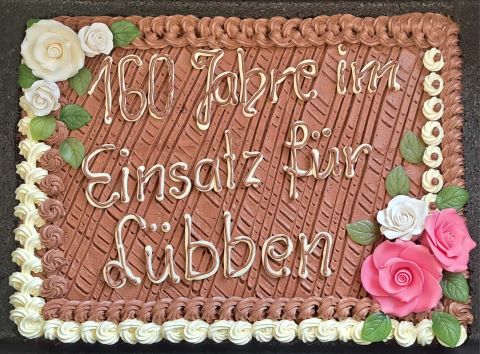 160 Jahre im
Einsatz für
Lübben